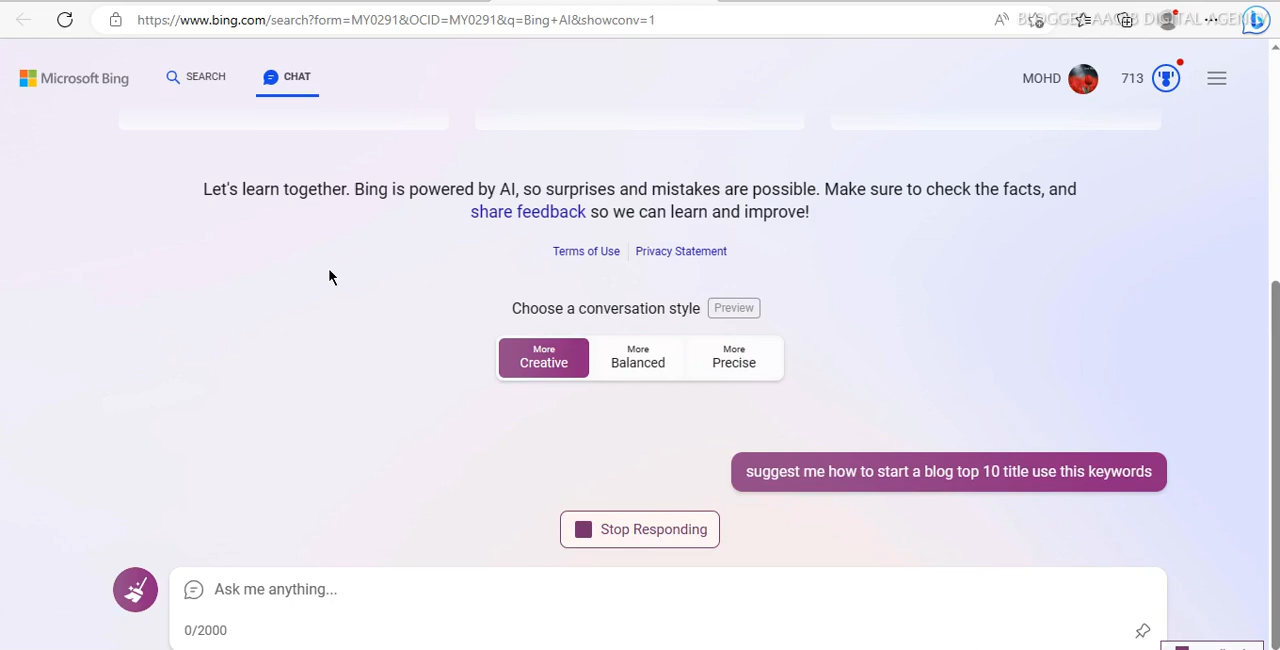 https://www.bing.com/search?form=MY0291&OCID=MY0291&q=Bing+AI&showconv=1
Microsoft Bing
SEARCH
CHAT
MOHD
713
Let's learn together. Bing is powered by AI, so surprises and mistakes are possible. Make sure to check the facts, and
share feedback so we can learn and improve!
Terms of Use
Privacy Statement
Choose a conversation style Preview
More
Creative
More
Balanced
More
Precise
suggest me how to start a blog top 10 title use this keywords
Stop Responding
Ask me anything...
0/2000